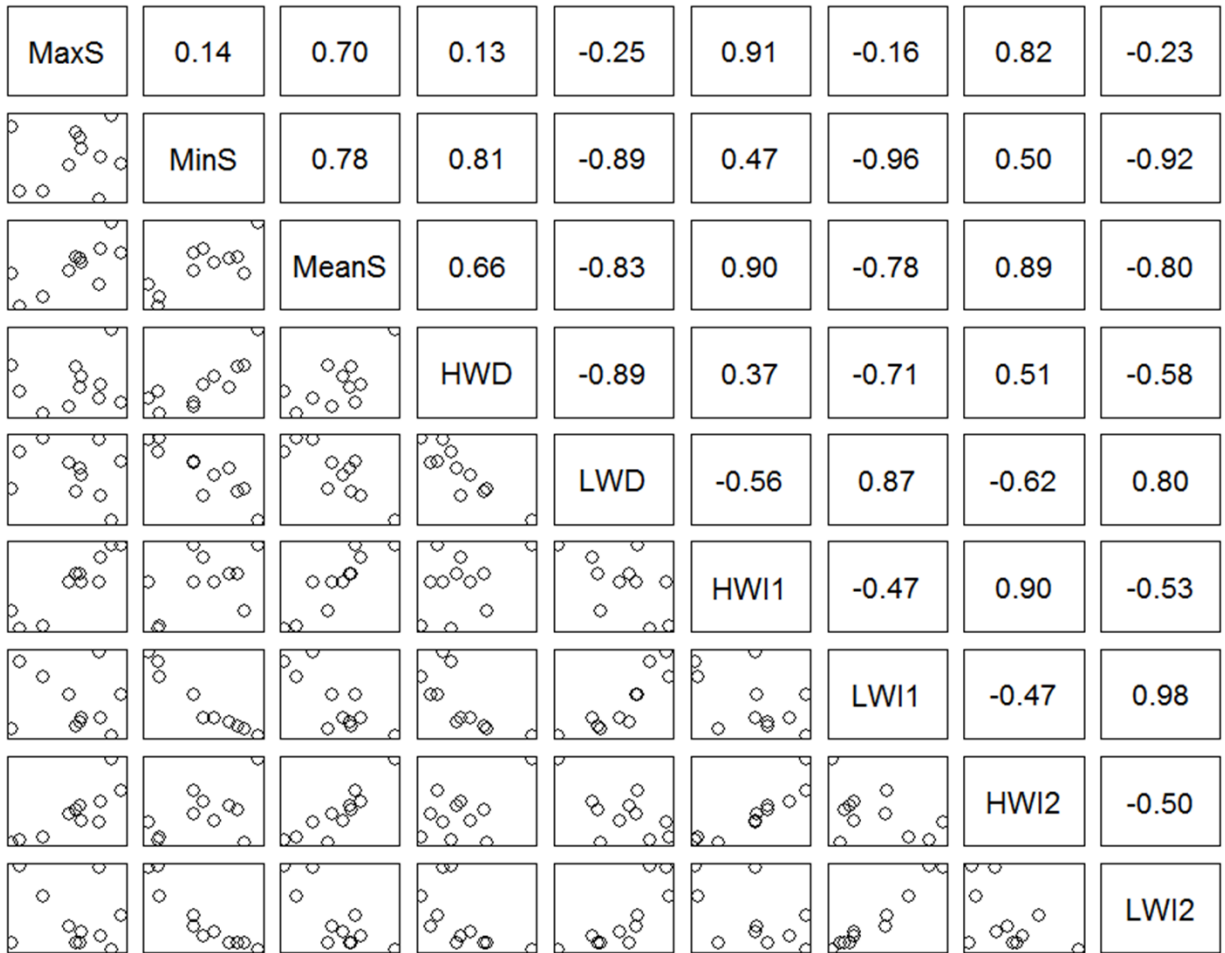 MaxS 0.14 0.70 0.13 -0.25 0.91 -0.16 0.82 -0.23
MinS 0.78 0.81 -0.89 0.47 -0.96 0.50 -0.92
MeanS 0.66 -0.83 0.90 -0.78 0.89 -0.80
HWD -0.89 0.37 -0.71 0.51 -0.58
LWD -0.56 0.87 -0.62 0.80
HWI1 -0.47 0.90 -0.53
LWI1 -0.47 0.98
HWI2 -0.50
LWI2